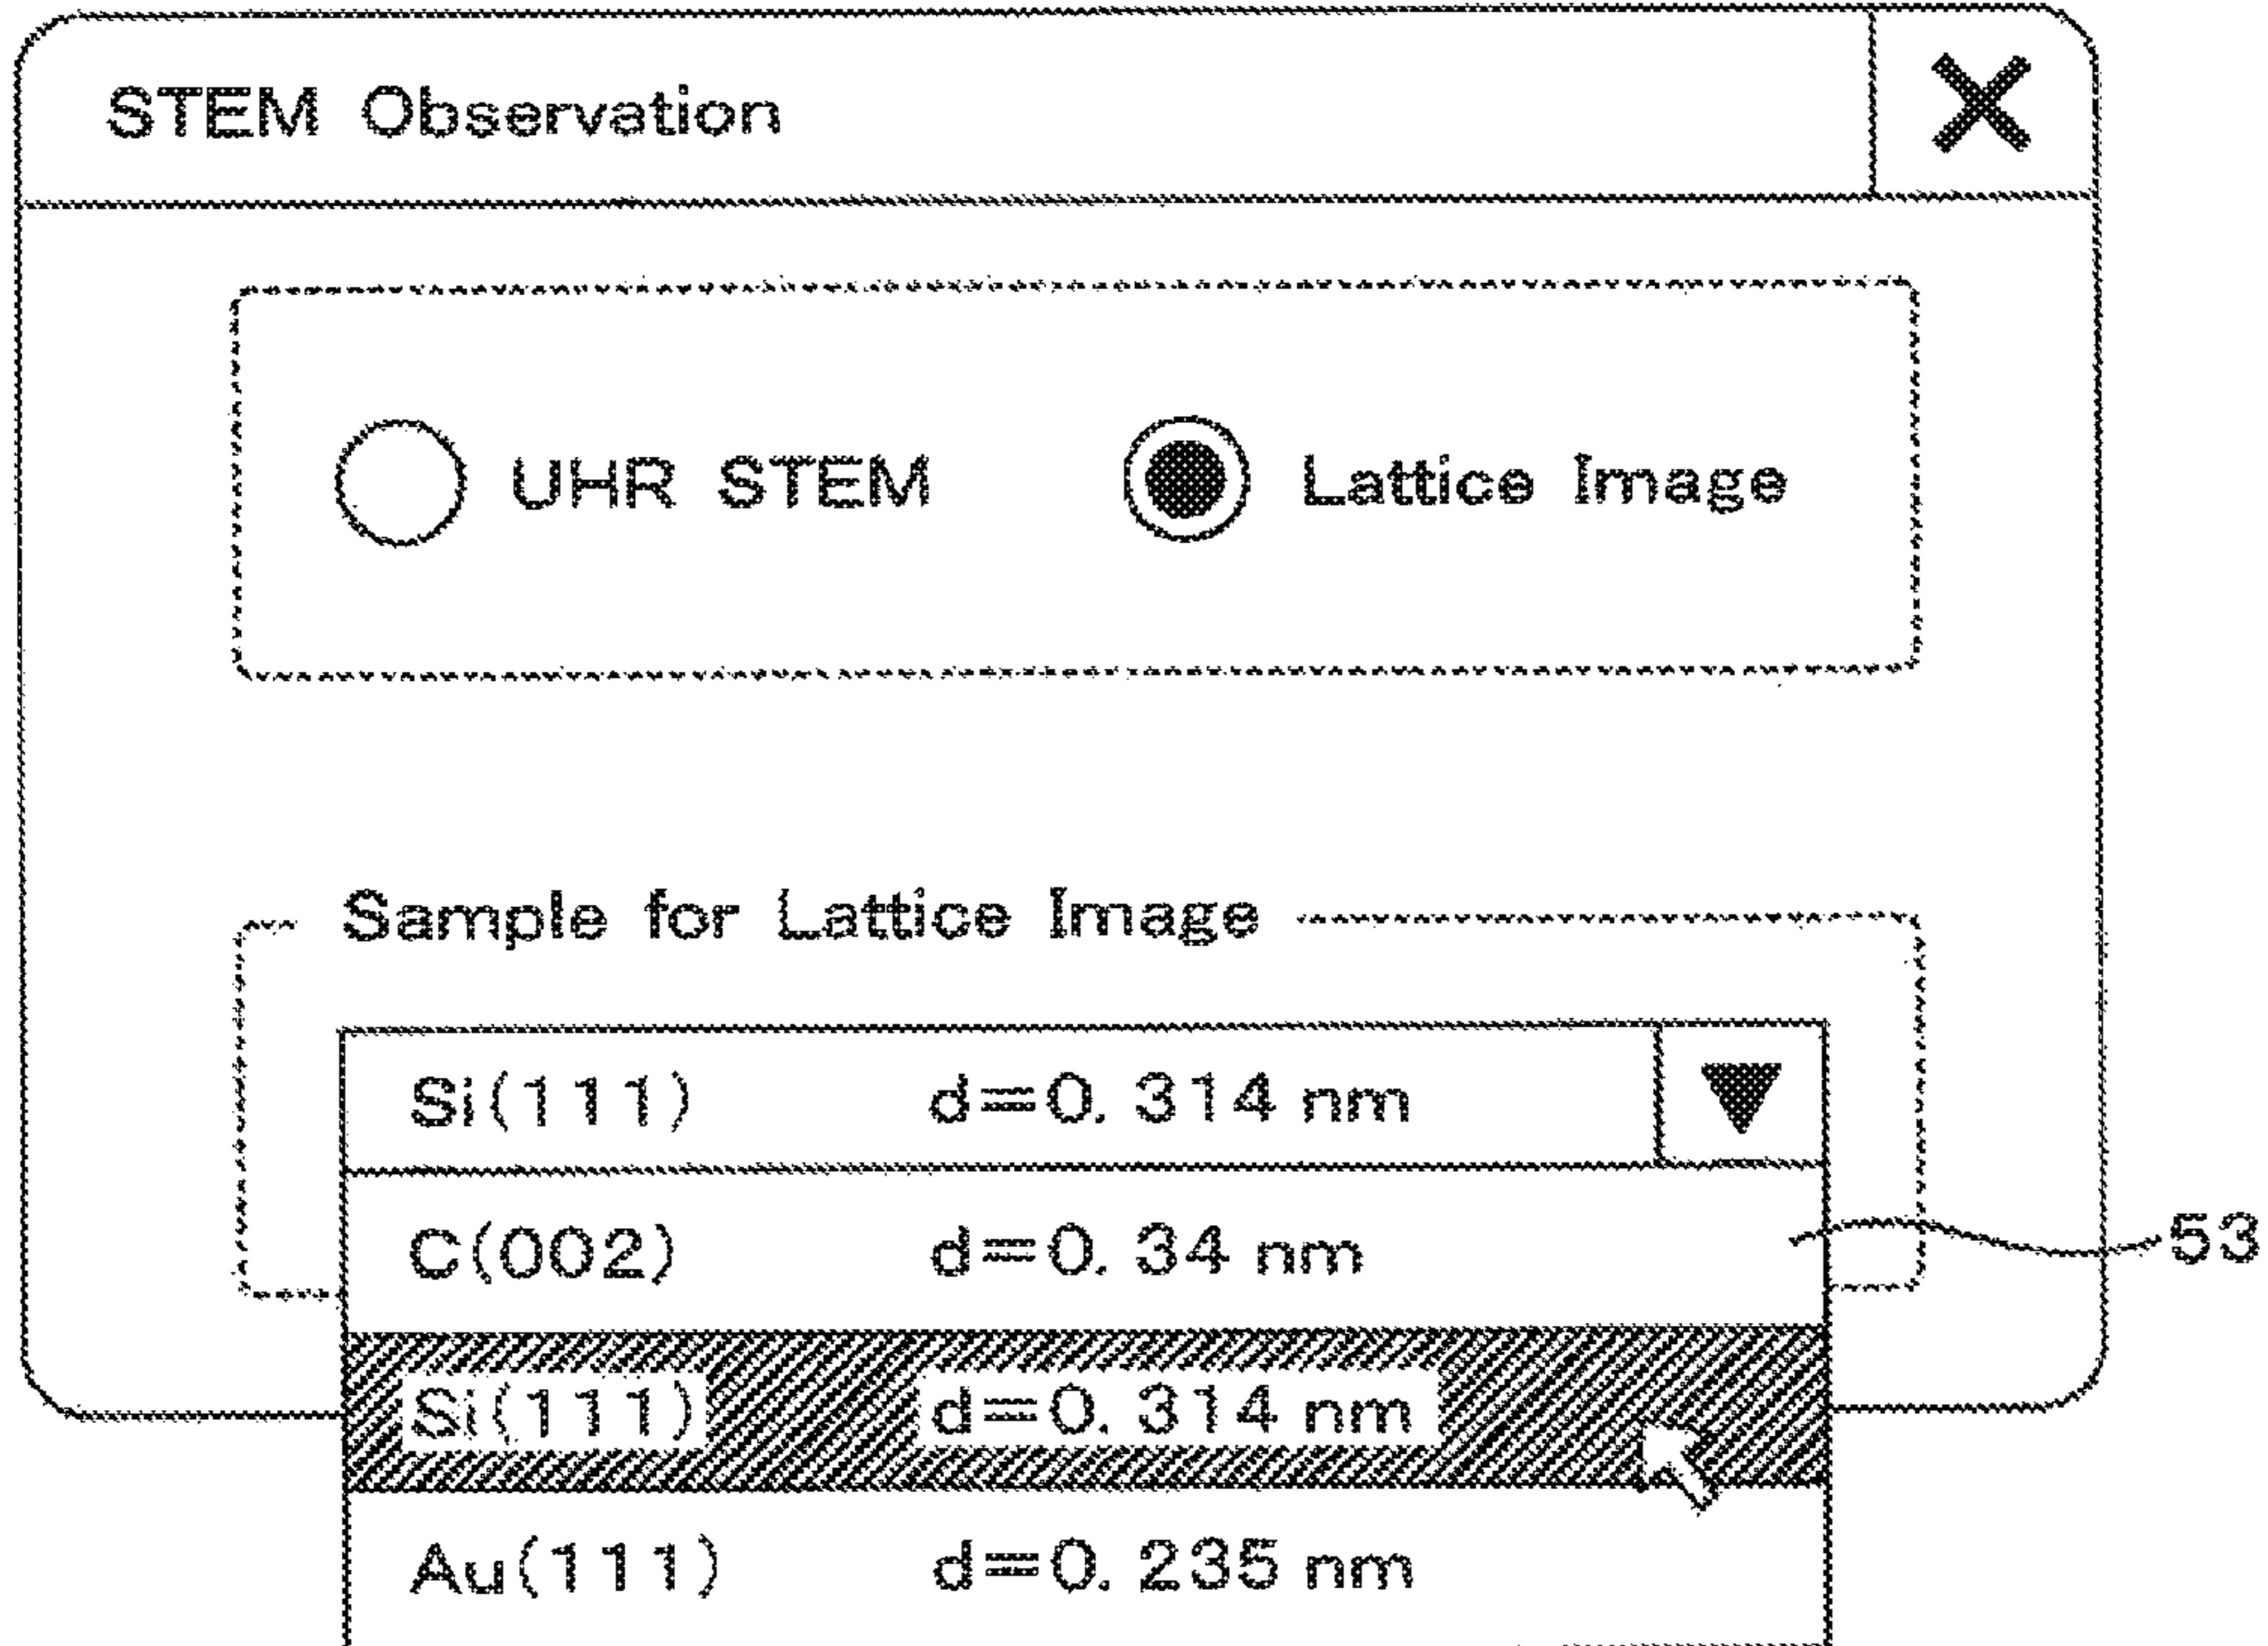 STEM Observation
UHR STEM Lattice Image
Sample for Lattice Image
Si(111) d=0.314 nm
C(002) d=0.34 nm
53
Si(111) d=0.314 nm
Au(111) d=0.235 nm